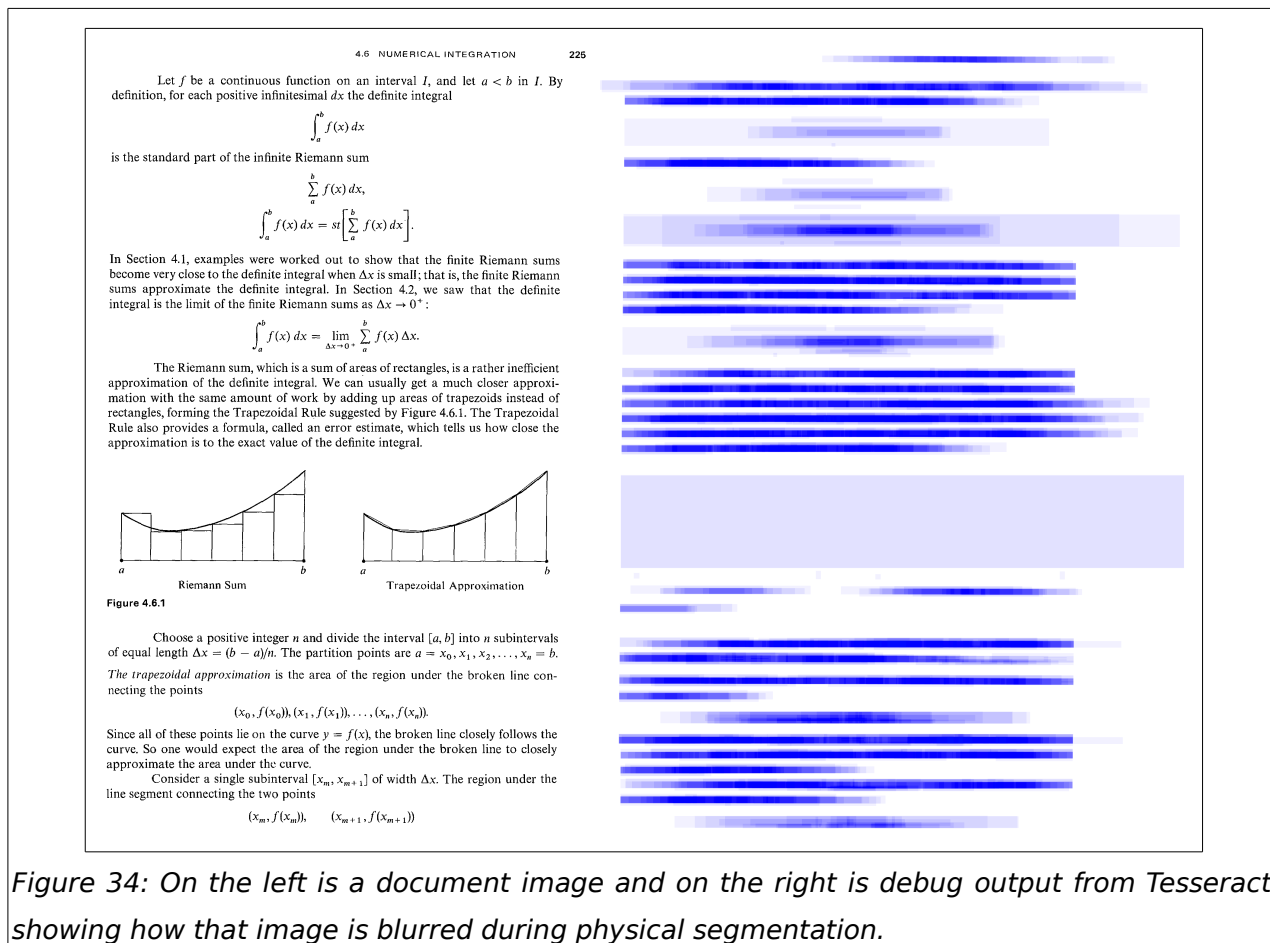 4.6 NUMERICAL INTEGRATION 225
Let f be a continuous function on an interval I, and let a < b in I. By
definition, for each positive infinitesimal dx the definite integral
∫_a^b f(x) dx
is the standard part of the infinite Riemann sum
∑_a^b f(x) dx,
∫_a^b f(x) dx = st[∑_a^b f(x) dx].
In Section 4.1, examples were worked out to show that the finite Riemann sums
become very close to the definite integral when Δx is small; that is, the finite Riemann
sums approximate the definite integral. In Section 4.2, we saw that the definite
integral is the limit of the finite Riemann sums as Δx → 0⁺:
∫_a^b f(x) dx = lim_{Δx→0⁺} ∑_a^b f(x) Δx.
The Riemann sum, which is a sum of areas of rectangles, is a rather inefficient
approximation of the definite integral. We can usually get a much closer approxi-
mation with the same amount of work by adding up areas of trapezoids instead of
rectangles, forming the Trapezoidal Rule suggested by Figure 4.6.1. The Trapezoidal
Rule also provides a formula, called an error estimate, which tells us how close the
approximation is to the exact value of the definite integral.
a b a b
Riemann Sum Trapezoidal Approximation
Figure 4.6.1
Choose a positive integer n and divide the interval [a, b] into n subintervals
of equal length Δx = (b − a)/n. The partition points are a = x₀, x₁, x₂, . . . , xₙ = b.
The trapezoidal approximation is the area of the region under the broken line con-
necting the points
(x₀, f(x₀)), (x₁, f(x₁)), . . . , (xₙ, f(xₙ)).
Since all of these points lie on the curve y = f(x), the broken line closely follows the
curve. So one would expect the area of the region under the broken line to closely
approximate the area under the curve.
Consider a single subinterval [x_m, x_{m+1}] of width Δx. The region under the
line segment connecting the two points
(x_m, f(x_m)), (x_{m+1}, f(x_{m+1}))
Figure 34: On the left is a document image and on the right is debug output from Tesseract
showing how that image is blurred during physical segmentation.